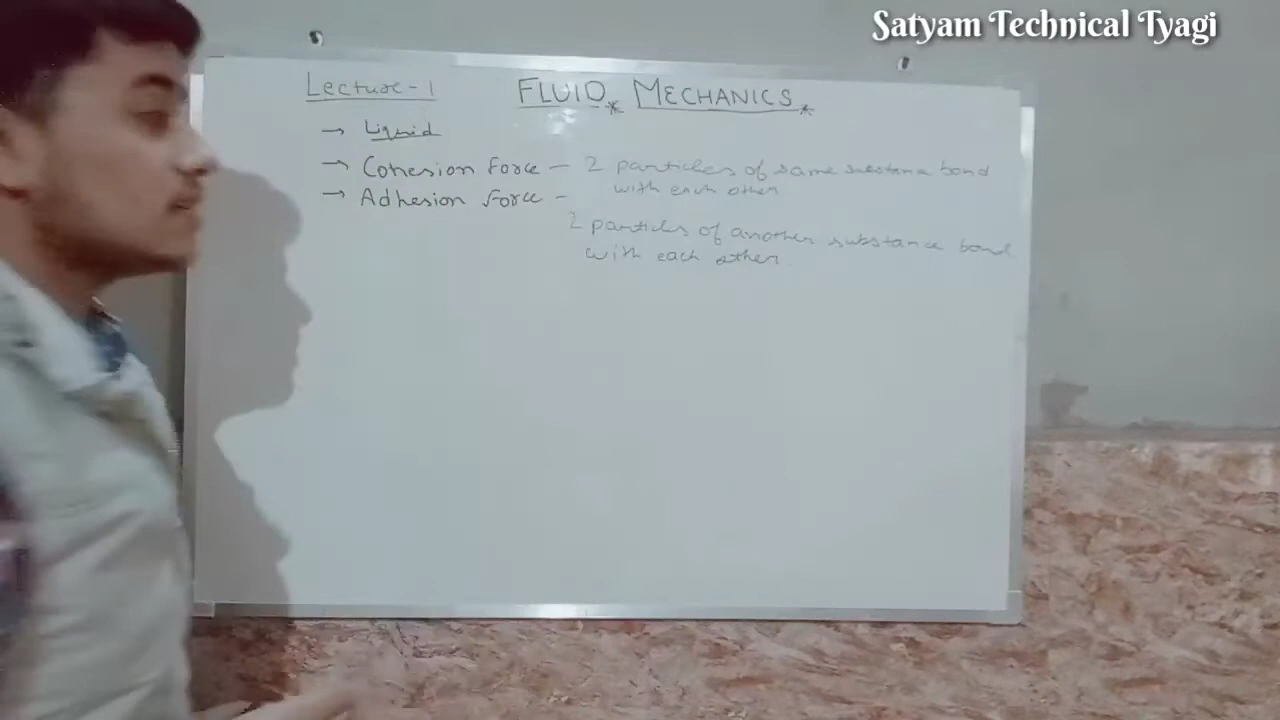 Satyam Technical Tyagi
Lecture - 1 FLUID * MECHANICS *
→ Liquid
→ Cohesion Force - 2 particles of same substance bond
with each other
→ Adhesion Force -
2 particles of another substance bond
with each other